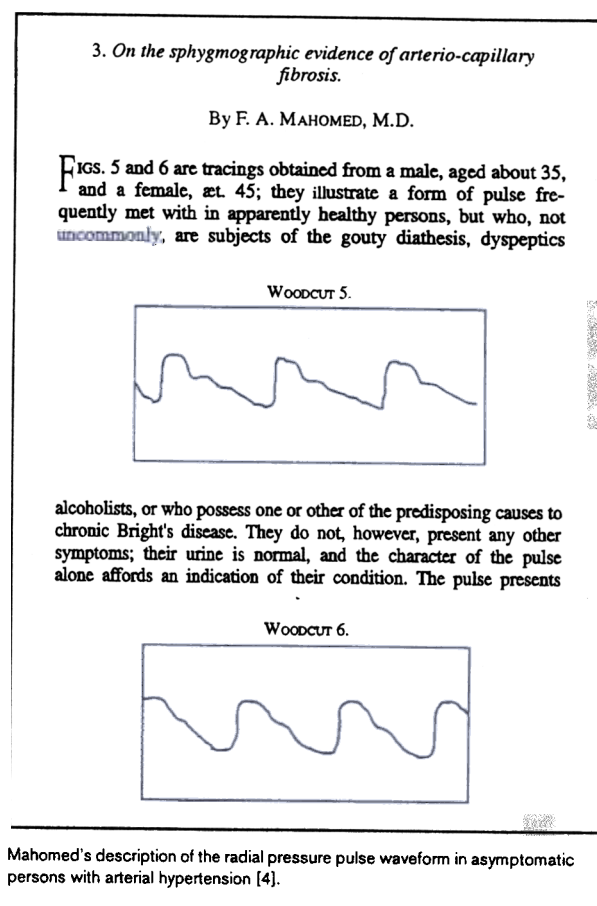 3. On the sphygmographic evidence of arterio-capillary
fibrosis.
By F. A. MAHOMED, M.D.
FIGS. 5 and 6 are tracings obtained from a male, aged about 35,
and a female, æt. 45; they illustrate a form of pulse fre-
quently met with in apparently healthy persons, but who, not
uncommonly, are subjects of the gouty diathesis, dyspeptics
WOODCUT 5.
alcoholists, or who possess one or other of the predisposing causes to
chronic Bright's disease. They do not, however, present any other
symptoms; their urine is normal, and the character of the pulse
alone affords an indication of their condition. The pulse presents
WOODCUT 6.
Mahomed's description of the radial pressure pulse waveform in asymptomatic
persons with arterial hypertension [4].